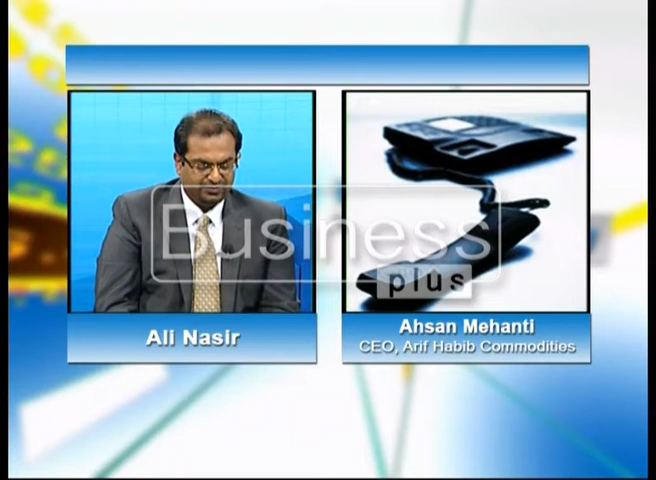 Business
plus
Ali Nasir
Ahsan Mehanti
CEO, Arif Habib Commodities